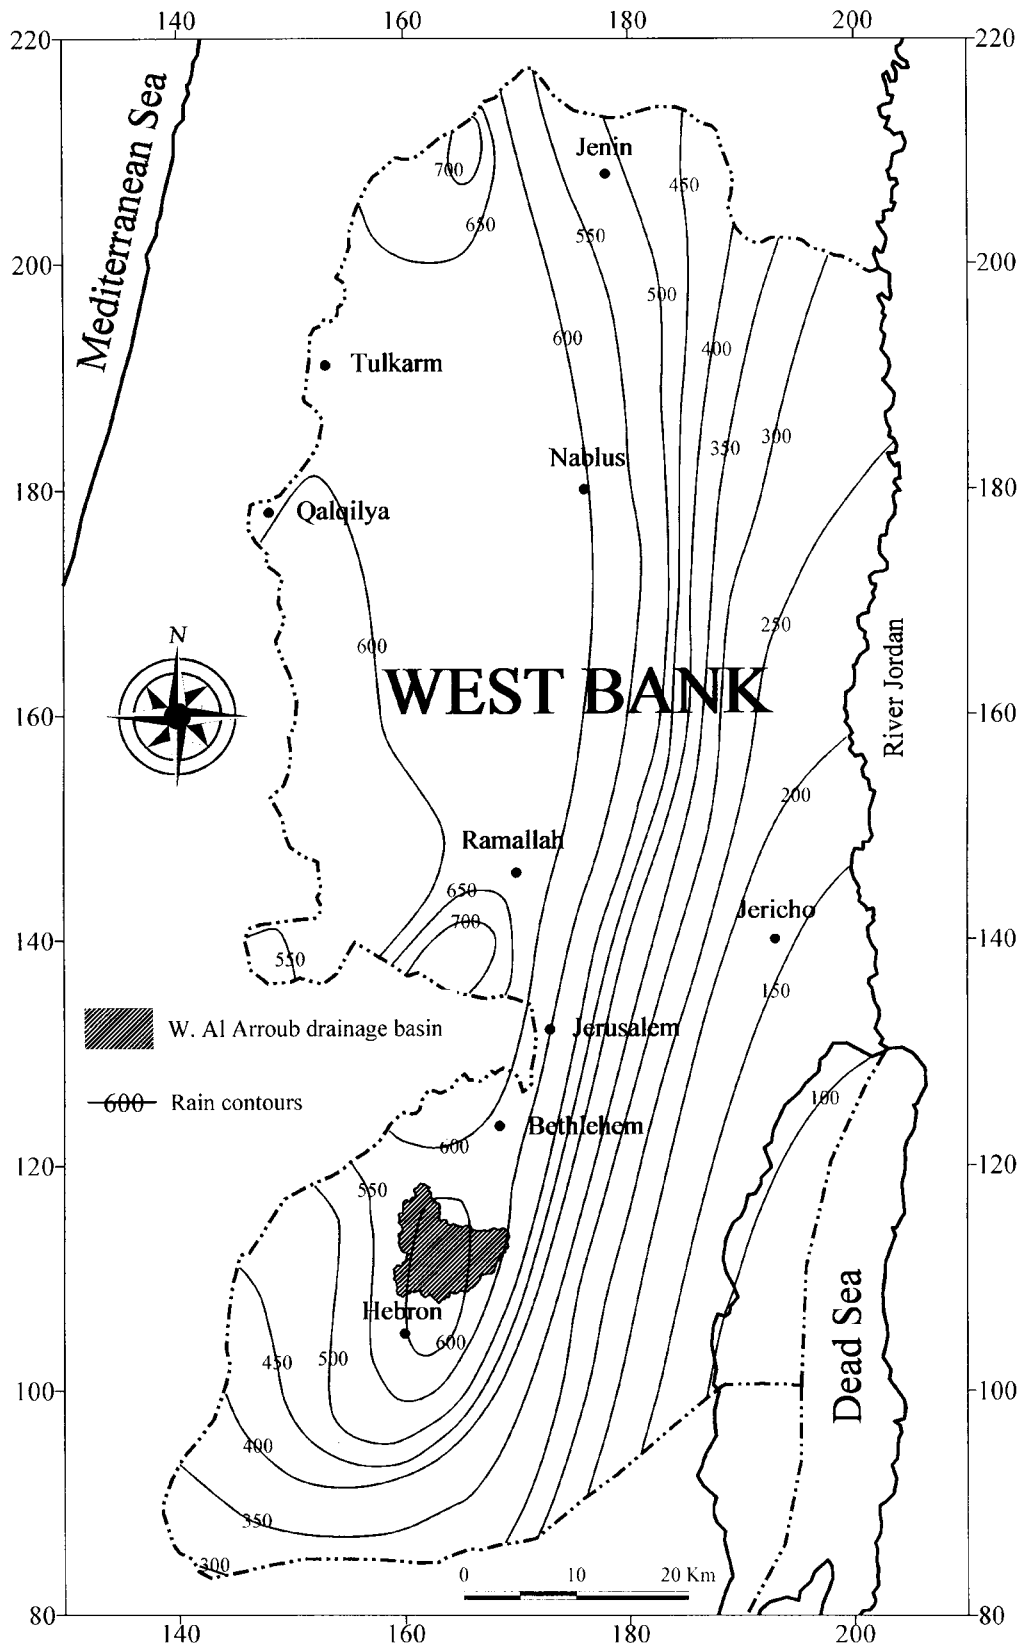 140 160 180 200
220 220
Mediterranean Sea
Jenin
700
450
650
550
200 200
500
600
400
Tulkarm
300
350
Nablus
180 180
Qalqilya
250
River Jordan
N
600
WEST BANK
160 160
200
Ramallah
650
Jericho
700
140 140
550
150
W. Al Arroub drainage basin
Jerusalem
600 Rain contours
100
Bethlehem
600
120 120
550
Dead Sea
Hebron
600
450 500
100 100
400
350
300
0 10 20 Km
80 80
140 160 180 200